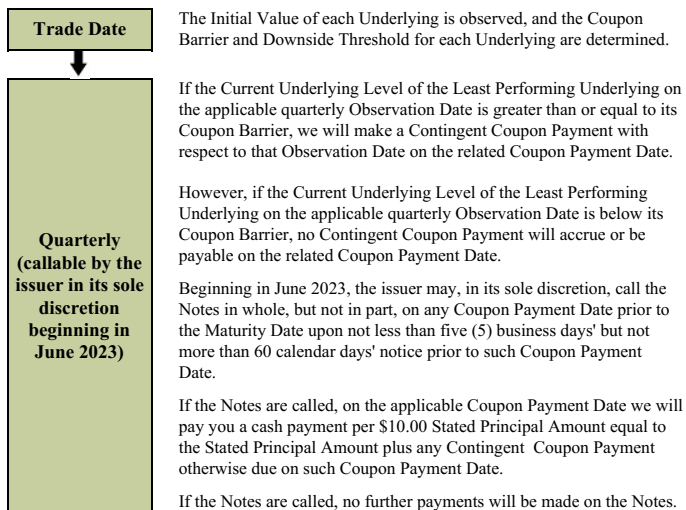 Trade Date
The Initial Value of each Underlying is observed, and the Coupon
Barrier and Downside Threshold for each Underlying are determined.
Quarterly
(callable by the
issuer in its sole
discretion
beginning in
June 2023)
If the Current Underlying Level of the Least Performing Underlying on
the applicable quarterly Observation Date is greater than or equal to its
Coupon Barrier, we will make a Contingent Coupon Payment with
respect to that Observation Date on the related Coupon Payment Date.
However, if the Current Underlying Level of the Least Performing
Underlying on the applicable quarterly Observation Date is below its
Coupon Barrier, no Contingent Coupon Payment will accrue or be
payable on the related Coupon Payment Date.
Beginning in June 2023, the issuer may, in its sole discretion, call the
Notes in whole, but not in part, on any Coupon Payment Date prior to
the Maturity Date upon not less than five (5) business days' but not
more than 60 calendar days' notice prior to such Coupon Payment
Date.
If the Notes are called, on the applicable Coupon Payment Date we will
pay you a cash payment per $10.00 Stated Principal Amount equal to
the Stated Principal Amount plus any Contingent Coupon Payment
otherwise due on such Coupon Payment Date.
If the Notes are called, no further payments will be made on the Notes.